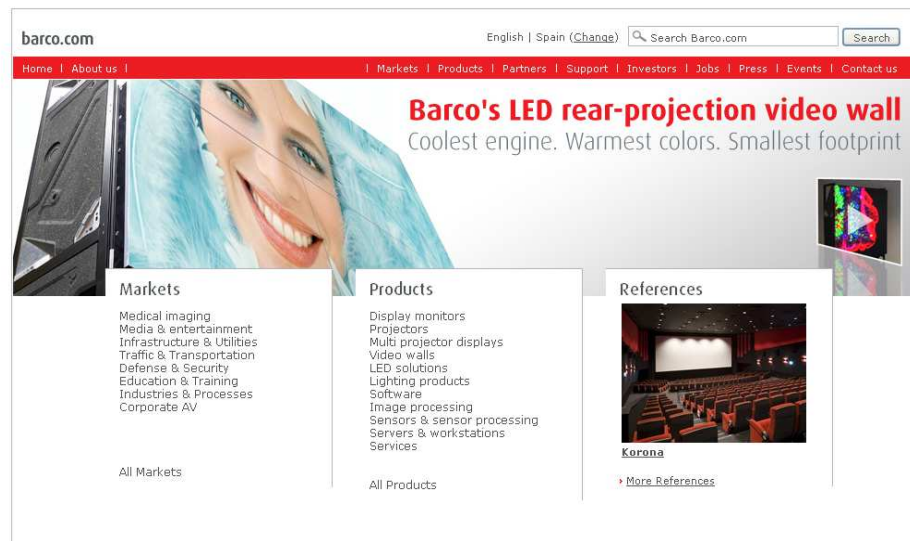 barco.com
English | Spain (Change)
Search Barco.com
Search
Home | About us |
| Markets | Products | Partners | Support | Investors | Jobs | Press | Events | Contact us
Barco's LED rear-projection video wall
Coolest engine. Warmest colors. Smallest footprint
Markets
Medical imaging
Media & entertainment
Infrastructure & Utilities
Traffic & Transportation
Defense & Security
Education & Training
Industries & Processes
Corporate AV
All Markets
Products
Display monitors
Projectors
Multi projector displays
Video walls
LED solutions
Lighting products
Software
Image processing
Sensors & sensor processing
Servers & workstations
Services
All Products
References
Korona
› More References